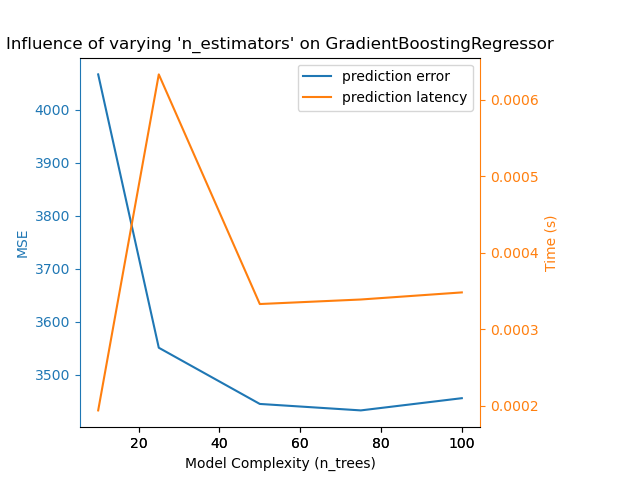 Influence of varying 'n_estimators' on GradientBoostingRegressor
prediction error
prediction latency
4000
3900
3800
3700
3600
3500
MSE
0.0006
0.0005
0.0004
0.0003
0.0002
Time (s)
20 40 60 80 100
Model Complexity (n_trees)